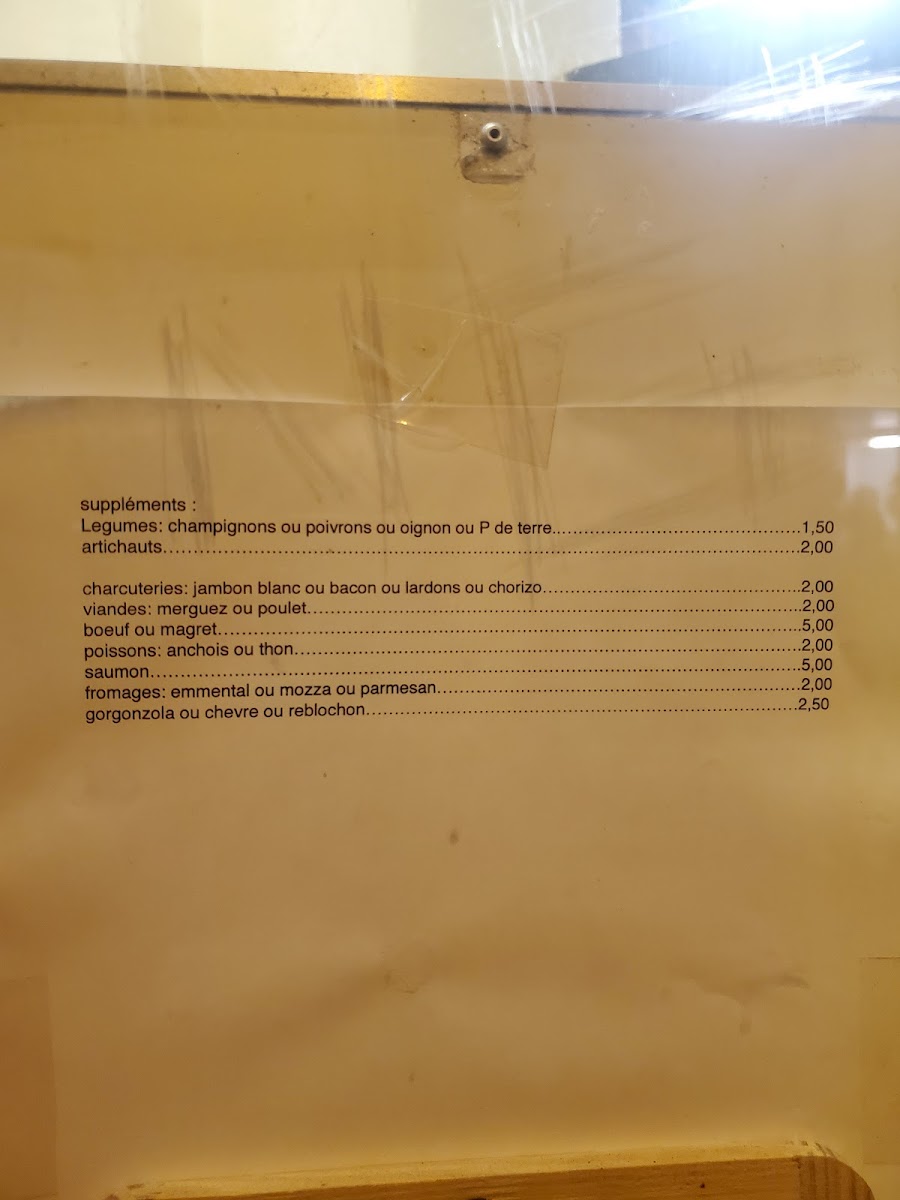 suppléments :
Legumes: champignons ou poivrons ou oignon ou P de terre..................................................1,50
artichauts.............................................................................................................................2,00
charcuteries: jambon blanc ou bacon ou lardons ou chorizo....................................................2,00
viandes: merguez ou poulet....................................................................................................2,00
boeuf ou magret....................................................................................................................5,00
poissons: anchois ou thon......................................................................................................2,00
saumon................................................................................................................................5,00
fromages: emmental ou mozza ou parmesan..........................................................................2,00
gorgonzola ou chevre ou reblochon........................................................................................2,50